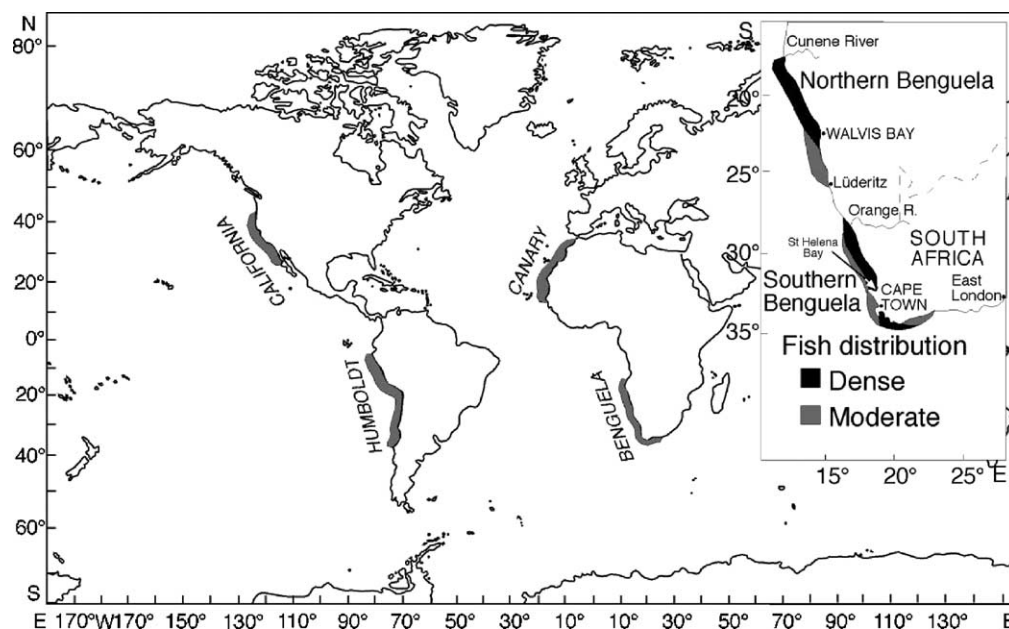 N
80°
60°
40°
20°
0°
20°
40°
60°
S
E 170°W170° 150° 130° 110° 90° 70° 50° 30° 10° 10° 30° 50° 70° 90° 110° 130° 150°
CALIFORNIA
HUMBOLDT
CANARY
BENGUELA
S
Cunene River
Northern Benguela
WALVIS BAY
25°
Lüderitz
Orange R.
St Helena
Bay
30°
SOUTH
AFRICA
Southern
Benguela
CAPE
TOWN
East
London
35°
Fish distribution
Dense
Moderate
15° 20° 25°
E